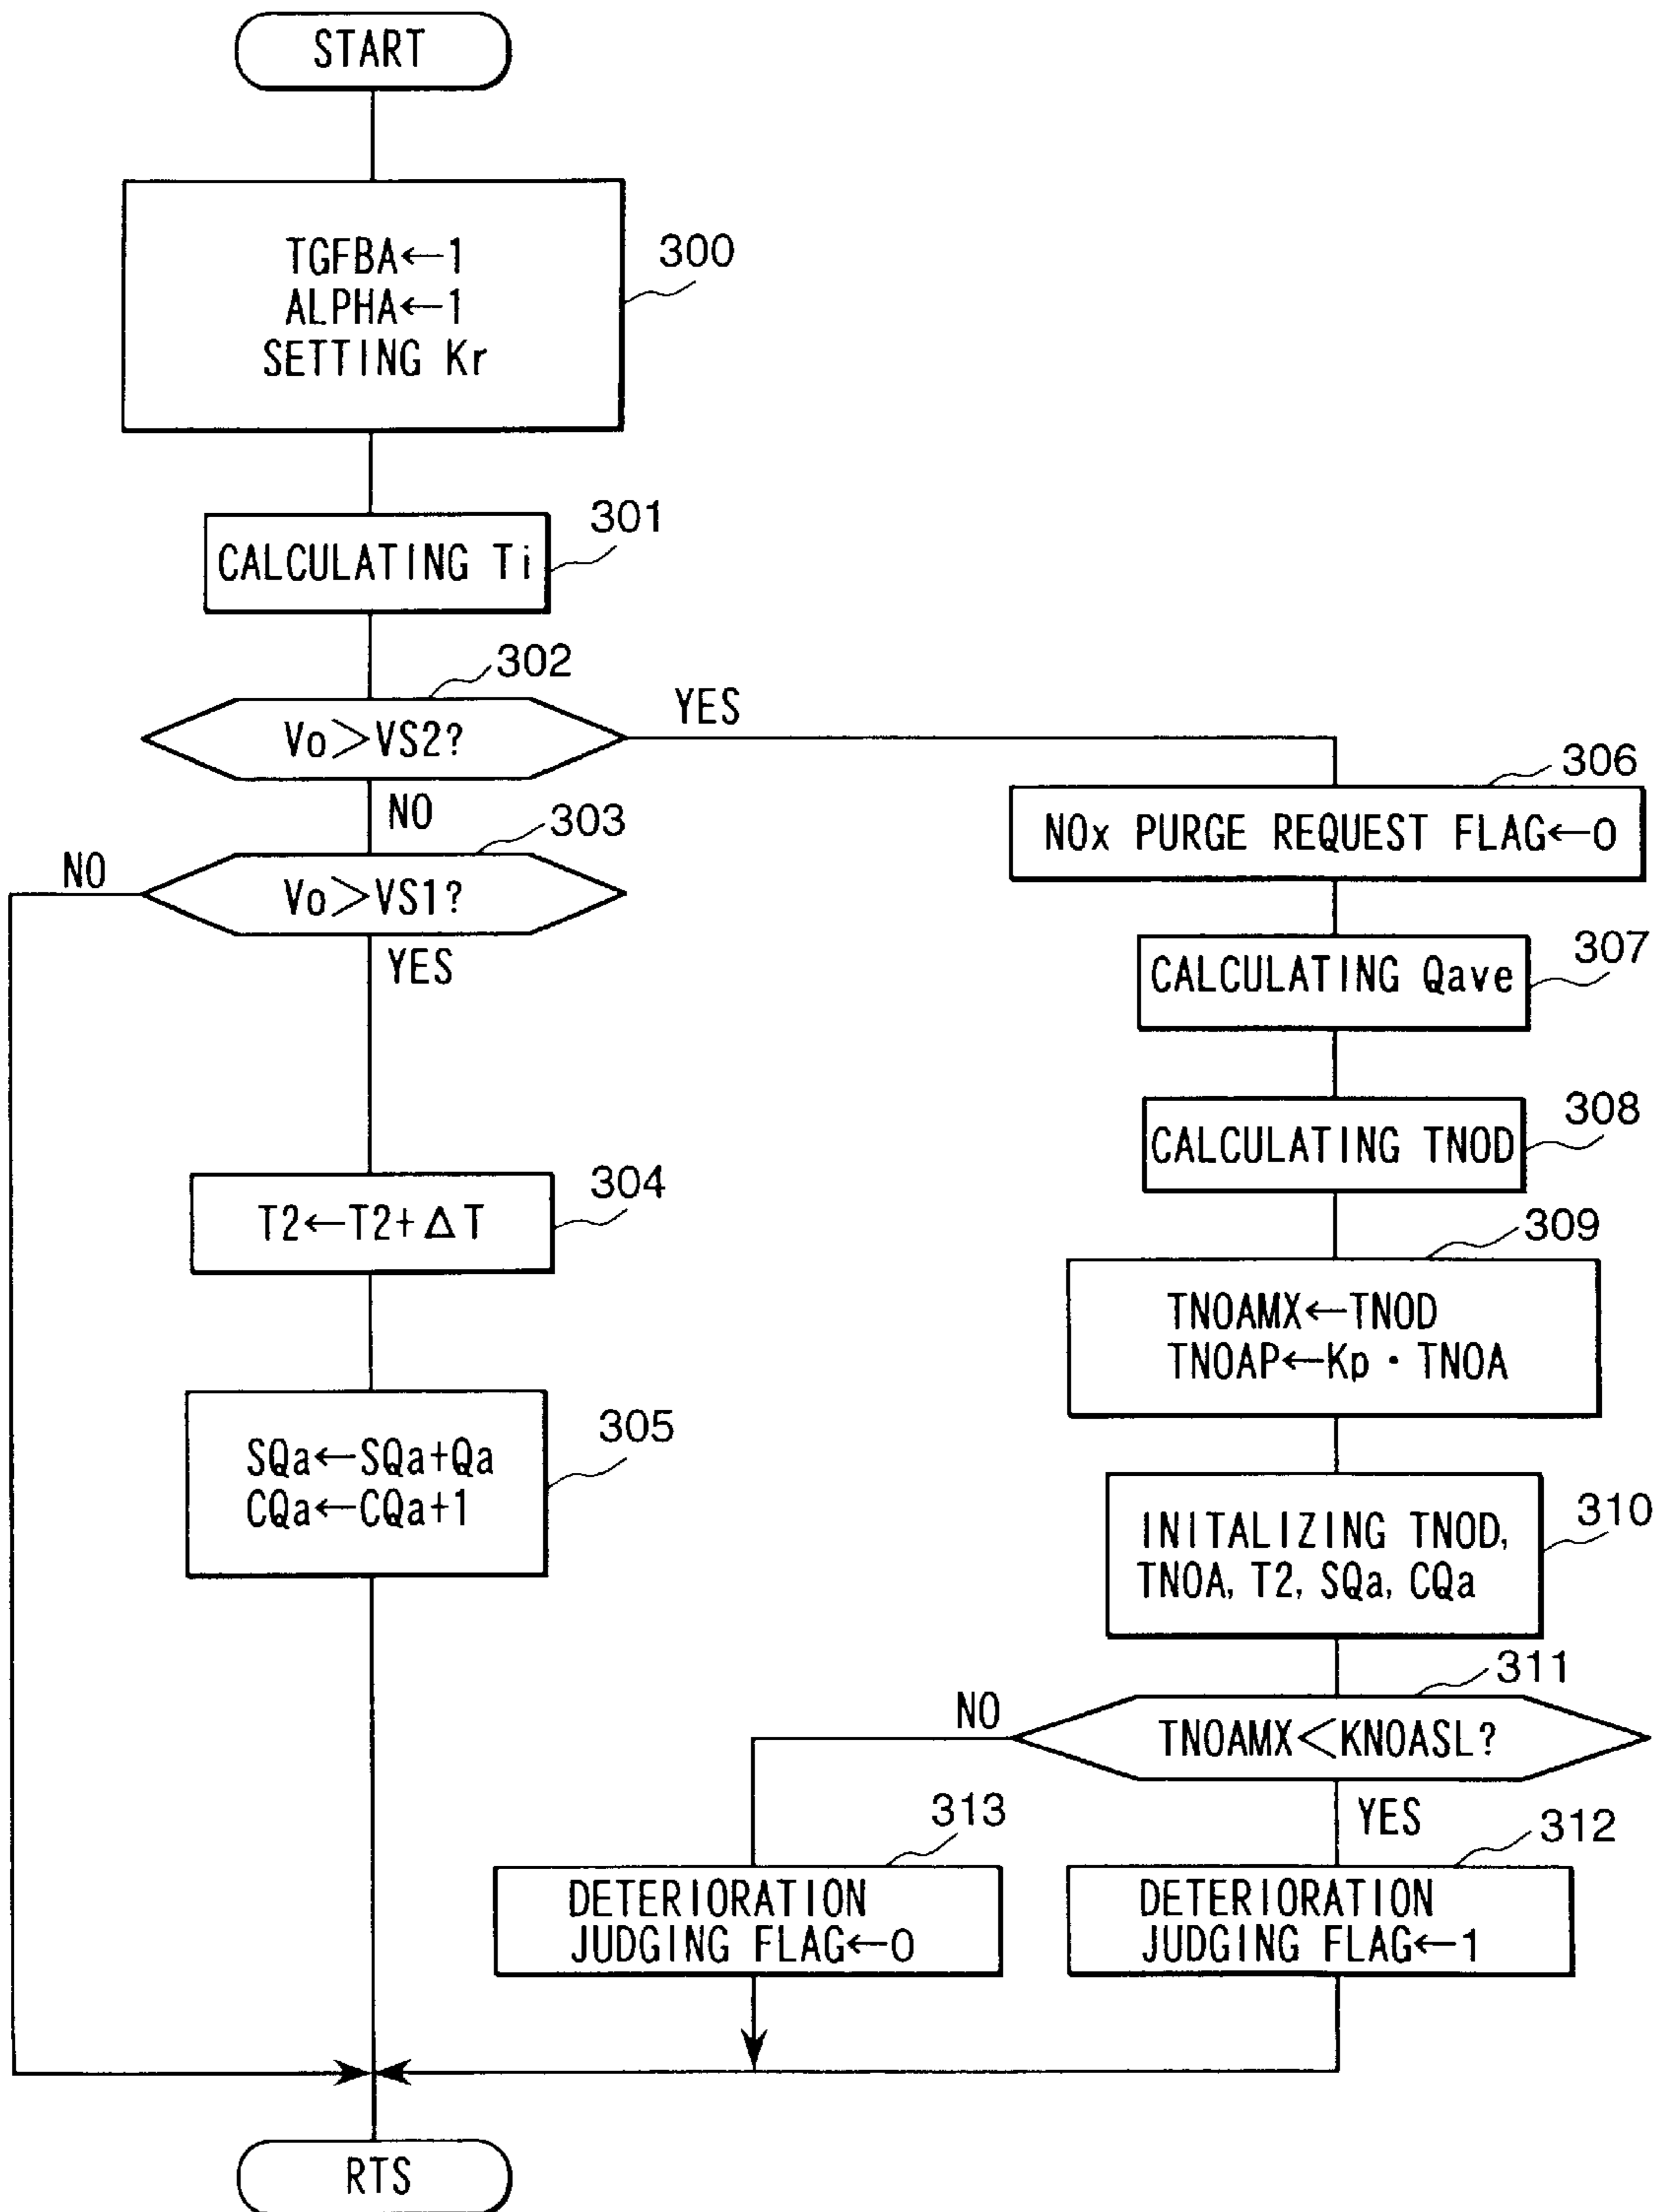 START
TGFBA←1
ALPHA←1
SETTING Kr
300
CALCULATING Ti
301
302
Vo>VS2?
YES
NO
303
NO
Vo>VS1?
YES
T2←T2+ΔT
304
SQa←SQa+Qa
CQa←CQa+1
305
306
NOx PURGE REQUEST FLAG←0
307
CALCULATING Qave
308
CALCULATING TNOD
309
TNOAMX←TNOD
TNOAP←Kp・TNOA
INITALIZING TNOD,
TNOA, T2, SQa, CQa
310
311
NO
TNOAMX<KNOASL?
YES
313
DETERIORATION
JUDGING FLAG←0
312
DETERIORATION
JUDGING FLAG←1
RTS